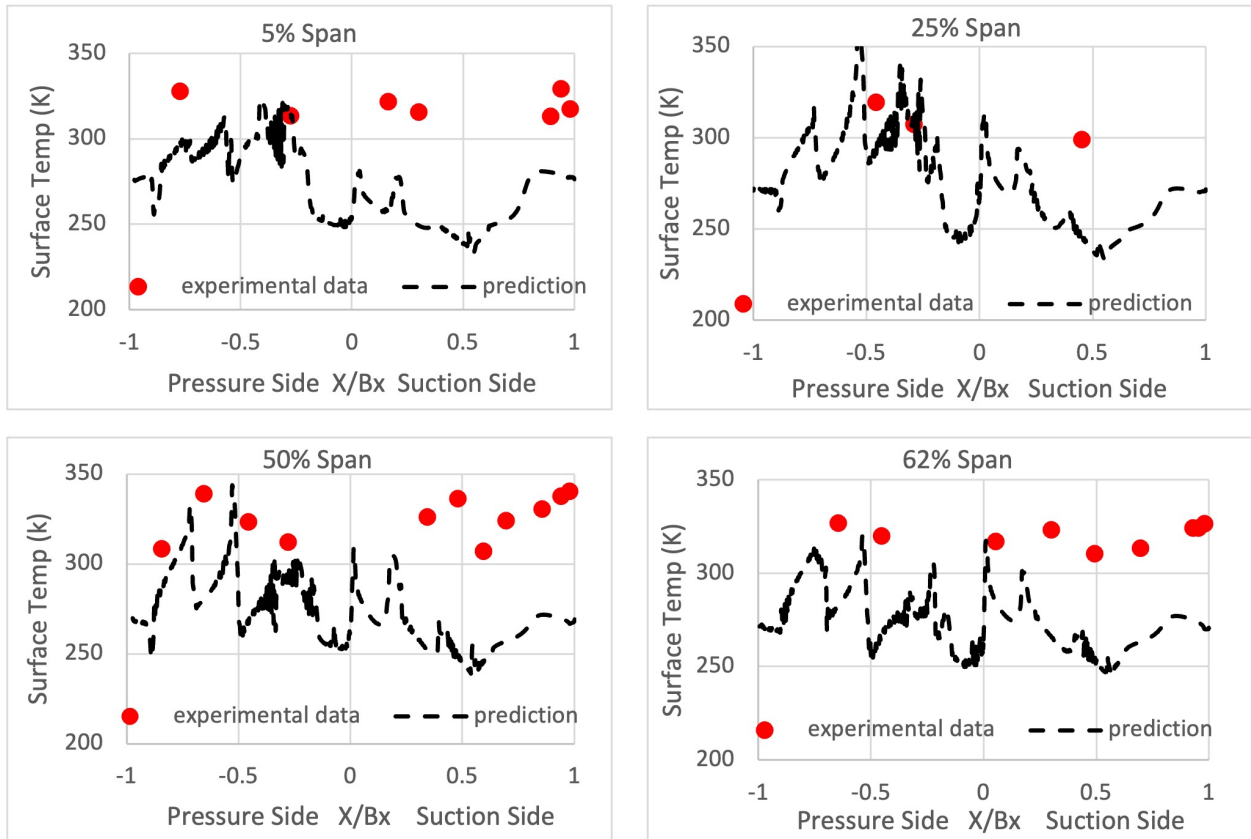 5% Span
350
300
250
200
Surface Temp (K)
experimental data
prediction
-1 -0.5 0 0.5 1
Pressure Side X/Bx Suction Side
25% Span
350
300
250
200
Surface Temp (K)
experimental data
prediction
-1 -0.5 0 0.5 1
Pressure Side X/Bx Suction Side
50% Span
350
300
250
200
Surface Temp (k)
experimental data
prediction
-1 -0.5 0 0.5 1
Pressure Side X/Bx Suction Side
62% Span
350
300
250
200
Surface Temp (K)
experimental data
prediction
-1 -0.5 0 0.5 1
Pressure Side X/Bx Suction Side